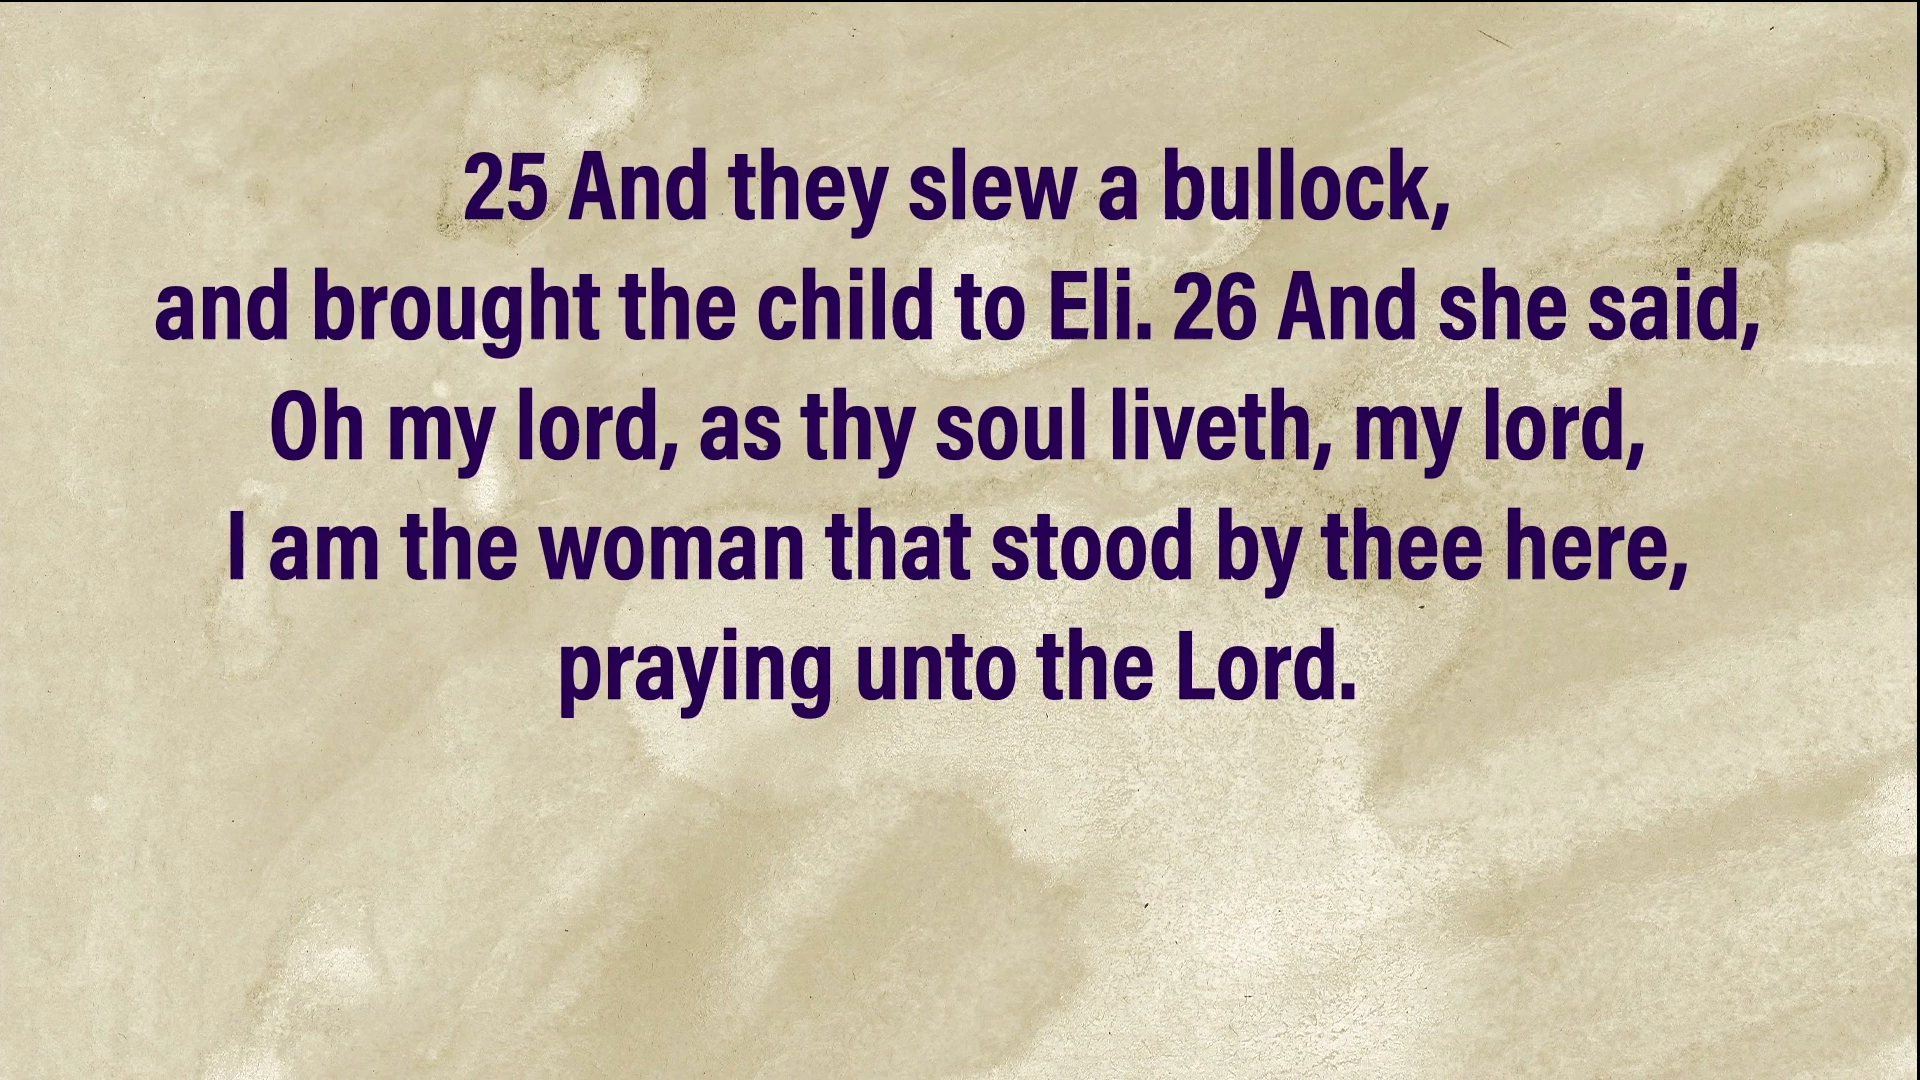 25 And they slew a bullock,
and brought the child to Eli. 26 And she said,
Oh my lord, as thy soul liveth, my lord,
I am the woman that stood by thee here,
praying unto the Lord.